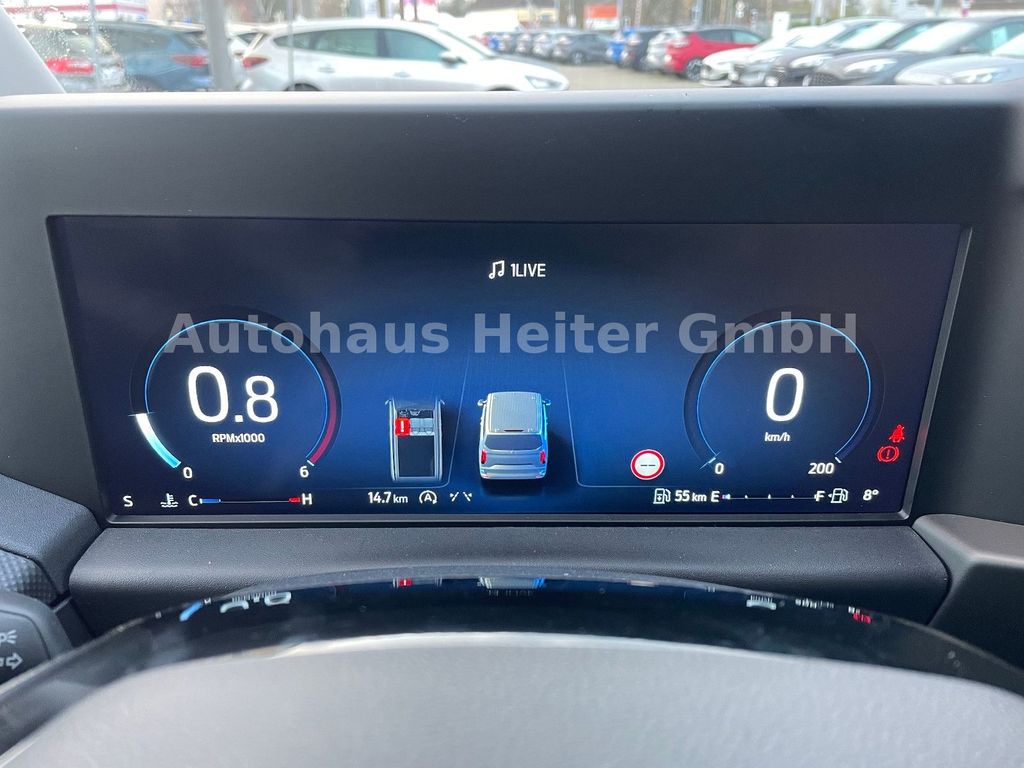 1LIVE
Autohaus Heiter GmbH
0.8
RPMx1000
0 6
0
km/h
0 200
S C H 14.7 km A 55 km E F 8°